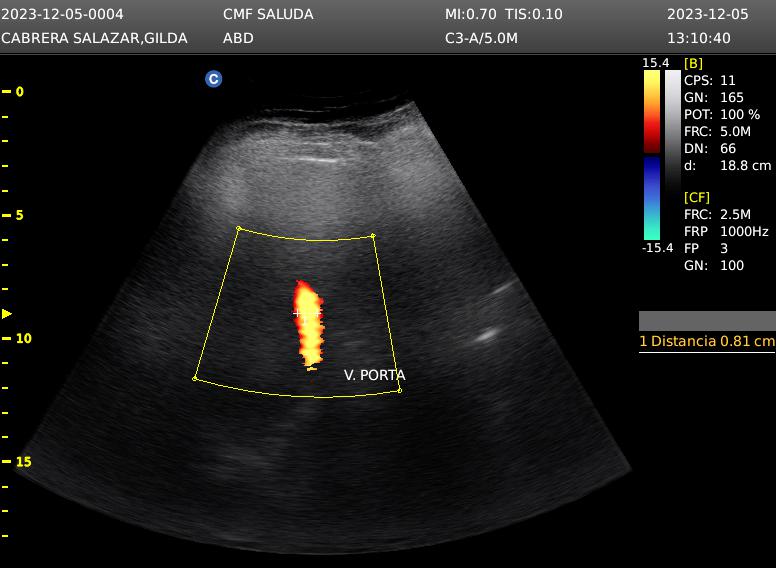 2023-12-05-0004 CMF SALUDA MI:0.70 TIS:0.10 2023-12-05
CABRERA SALAZAR,GILDA ABD C3-A/5.0M 13:10:40
C
15.4
[B]
CPS: 11
GN: 165
POT: 100 %
FRC: 5.0M
DN: 66
d: 18.8 cm
[CF]
FRC: 2.5M
FRP 1000Hz
FP 3
GN: 100
-15.4
0
5
10
15
V. PORTA
1 Distancia 0.81 cm